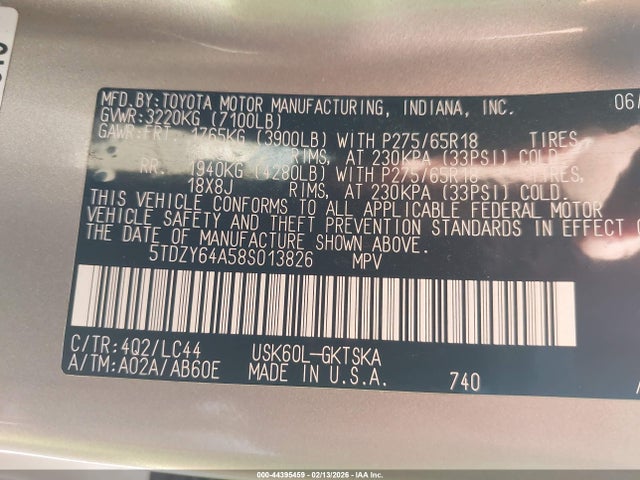 MFD.BY:TOYOTA MOTOR MANUFACTURING, INDIANA, INC. 06/
GVWR:3220KG (7100LB)
GAWR:FRT. 1765KG (3900LB) WITH P275/65R18 TIRES
RIMS, AT 230KPA (33PSI) COLD
RR. 1940KG (4280LB) WITH P275/65R18 TIRES,
18X8J RIMS, AT 230KPA (33PSI) COLD.
THIS VEHICLE CONFORMS TO ALL APPLICABLE FEDERAL MOTOR
VEHICLE SAFETY AND THEFT PREVENTION STANDARDS IN EFFECT
THE DATE OF MANUFACTURE SHOWN ABOVE.
5TDZY64A58S013826 MPV
C/TR:4Q2/LC44 USK60L-GKTSKA
A/TM:A02A/AB60E MADE IN U.S.A. 740
000-44395459 - 02/13/2026 - IAA Inc.